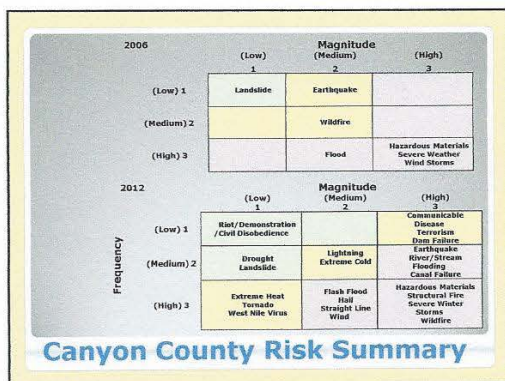 2006
Magnitude
(Low) (Medium) (High)
1 2 3
(Low) 1 Landslide Earthquake
(Medium) 2 Wildfire
(High) 3 Flood Hazardous Materials
Severe Weather
Wind Storms
2012
Magnitude
(Low) (Medium) (High)
1 2 3
Frequency
(Low) 1 Riot/Demonstration
/Civil Disobedience
Communicable
Disease
Terrorism
Dam Failure
(Medium) 2 Drought
Landslide
Lightning
Extreme Cold
Earthquake
River/Stream
Flooding
Canal Failure
(High) 3 Extreme Heat
Tornado
West Nile Virus
Flash Flood
Hail
Straight Line
Wind
Hazardous Materials
Structural Fire
Severe Winter
Storms
Wildfire
Canyon County Risk Summary